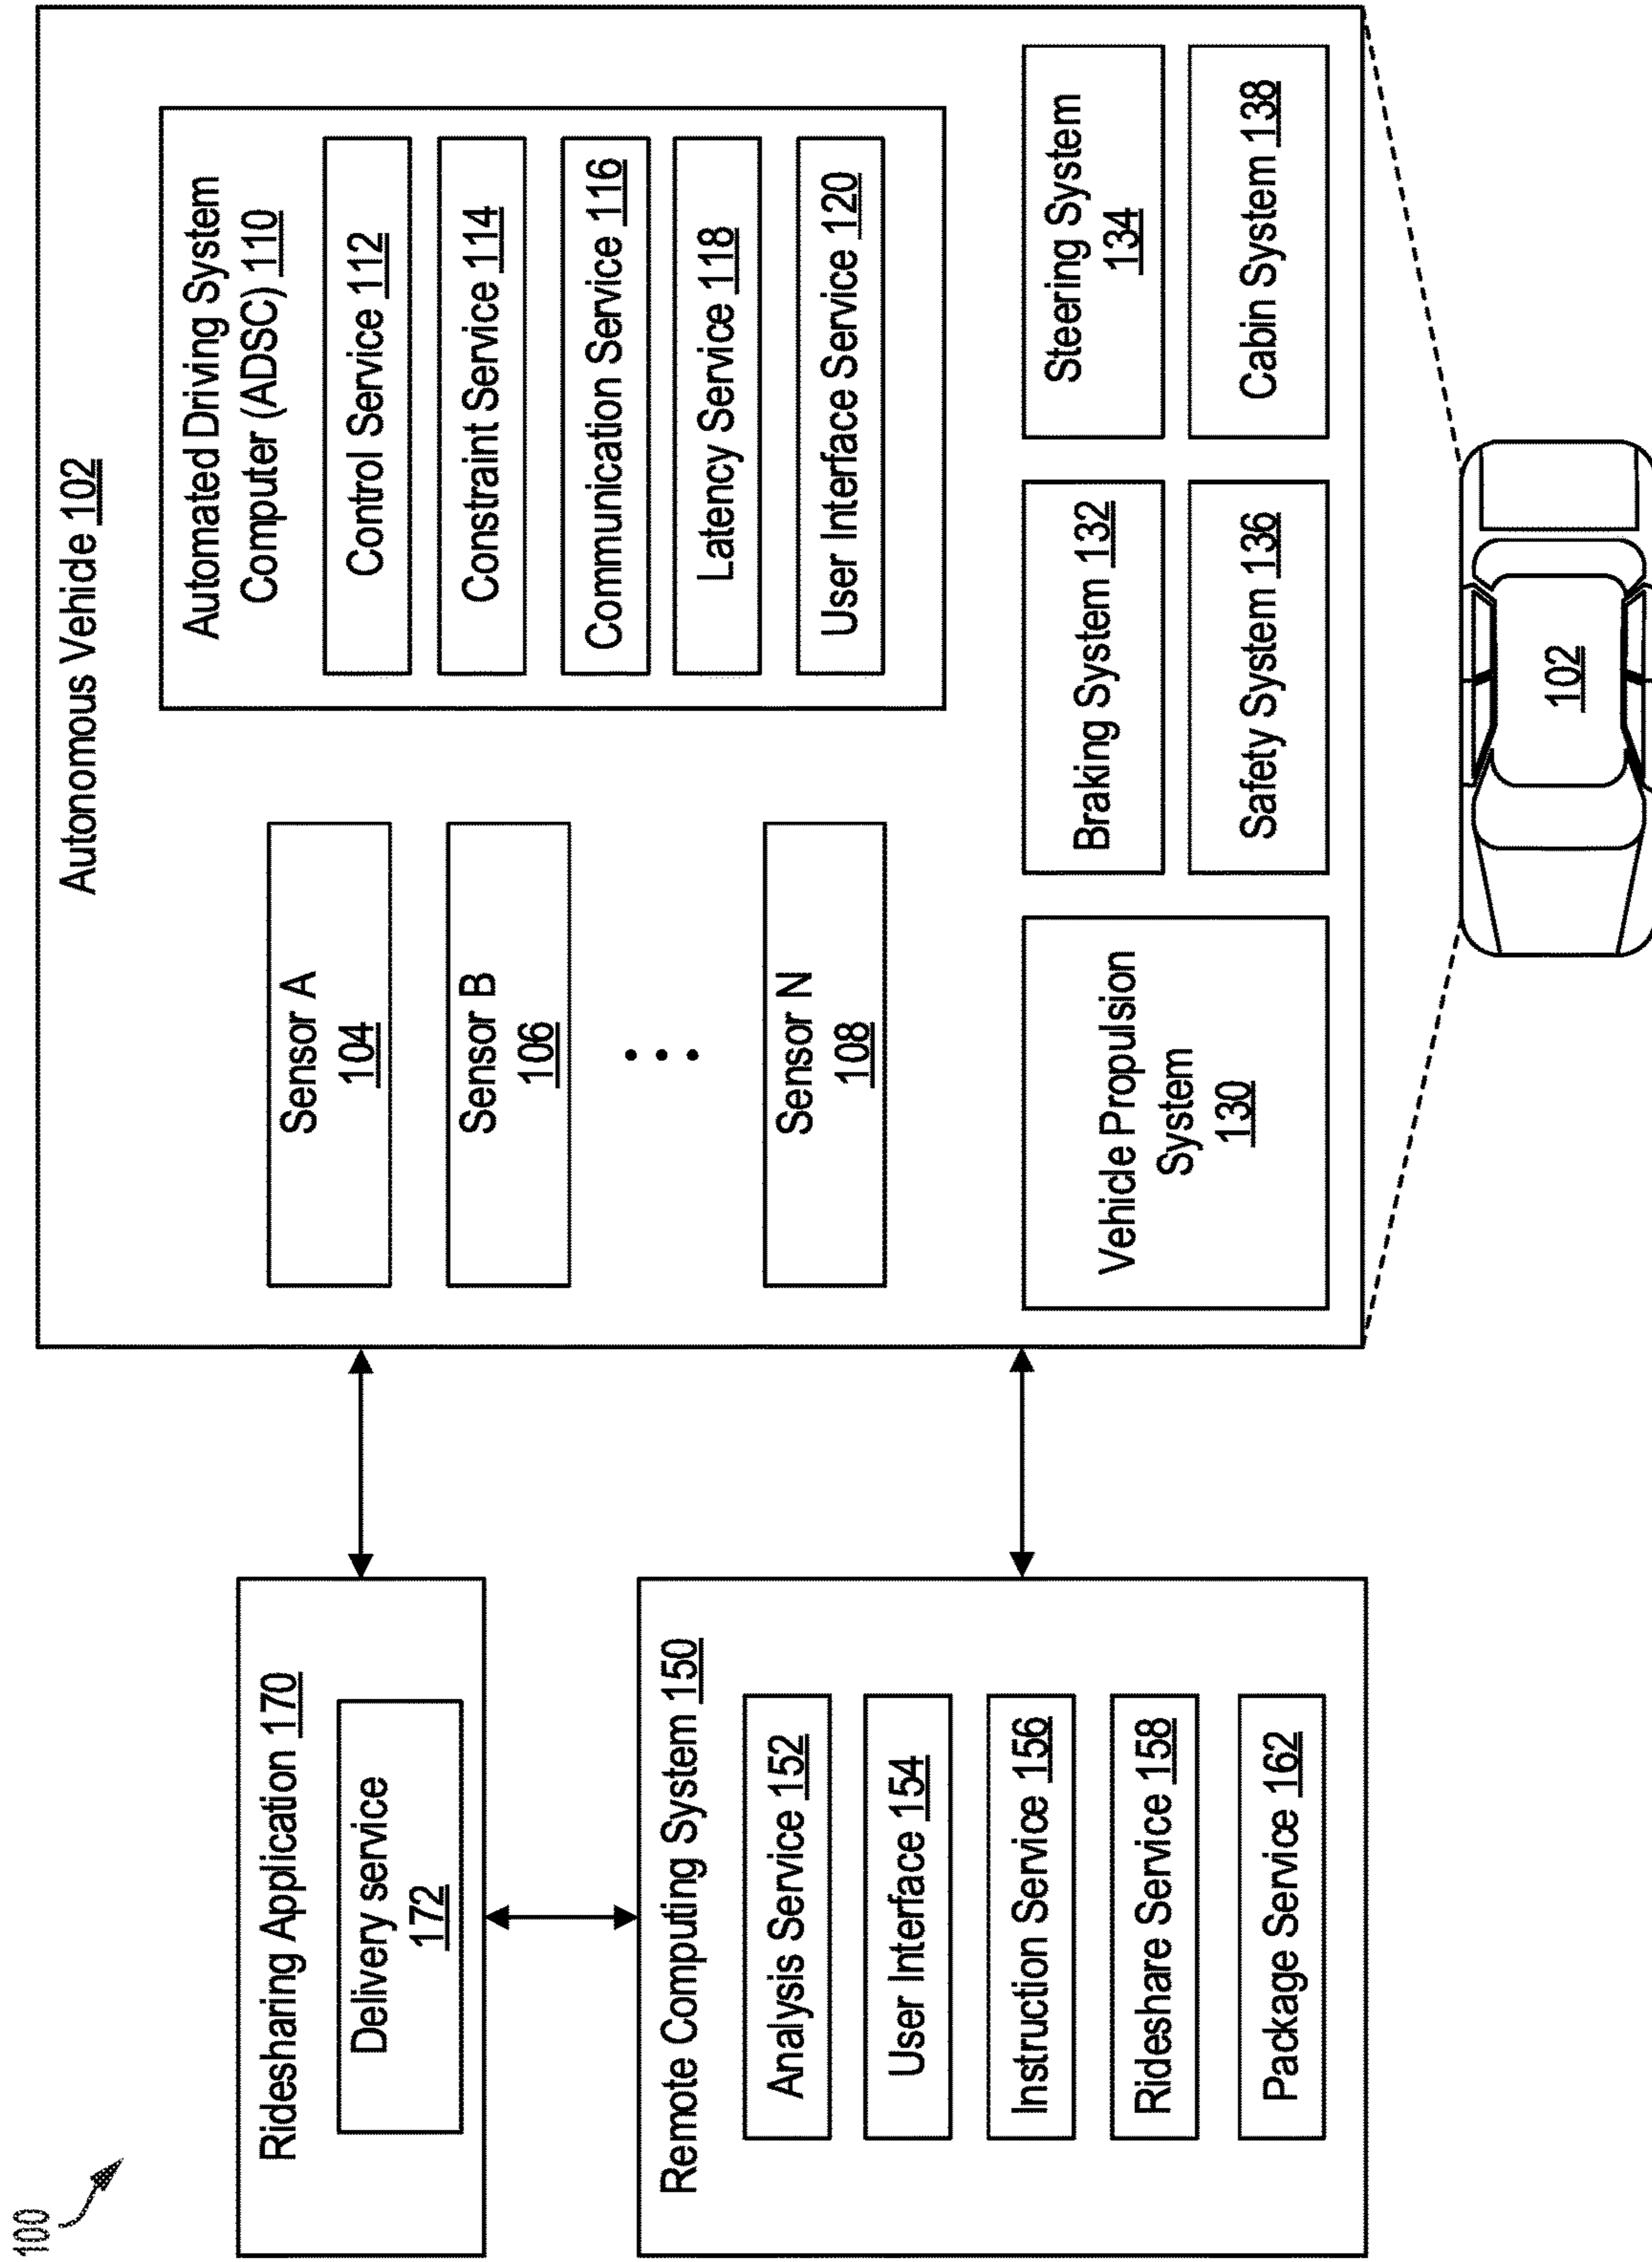 100
Ridesharing Application 170
Delivery service
172
Remote Computing System 150
Analysis Service 152
User Interface 154
Instruction Service 156
Rideshare Service 158
Package Service 162
Autonomous Vehicle 102
Sensor A
104
Sensor B
106
• • •
Sensor N
108
Automated Driving System
Computer (ADSC) 110
Control Service 112
Constraint Service 114
Communication Service 116
Latency Service 118
User Interface Service 120
Vehicle Propulsion
System
130
Braking System 132
Steering System
134
Safety System 136
Cabin System 138
102